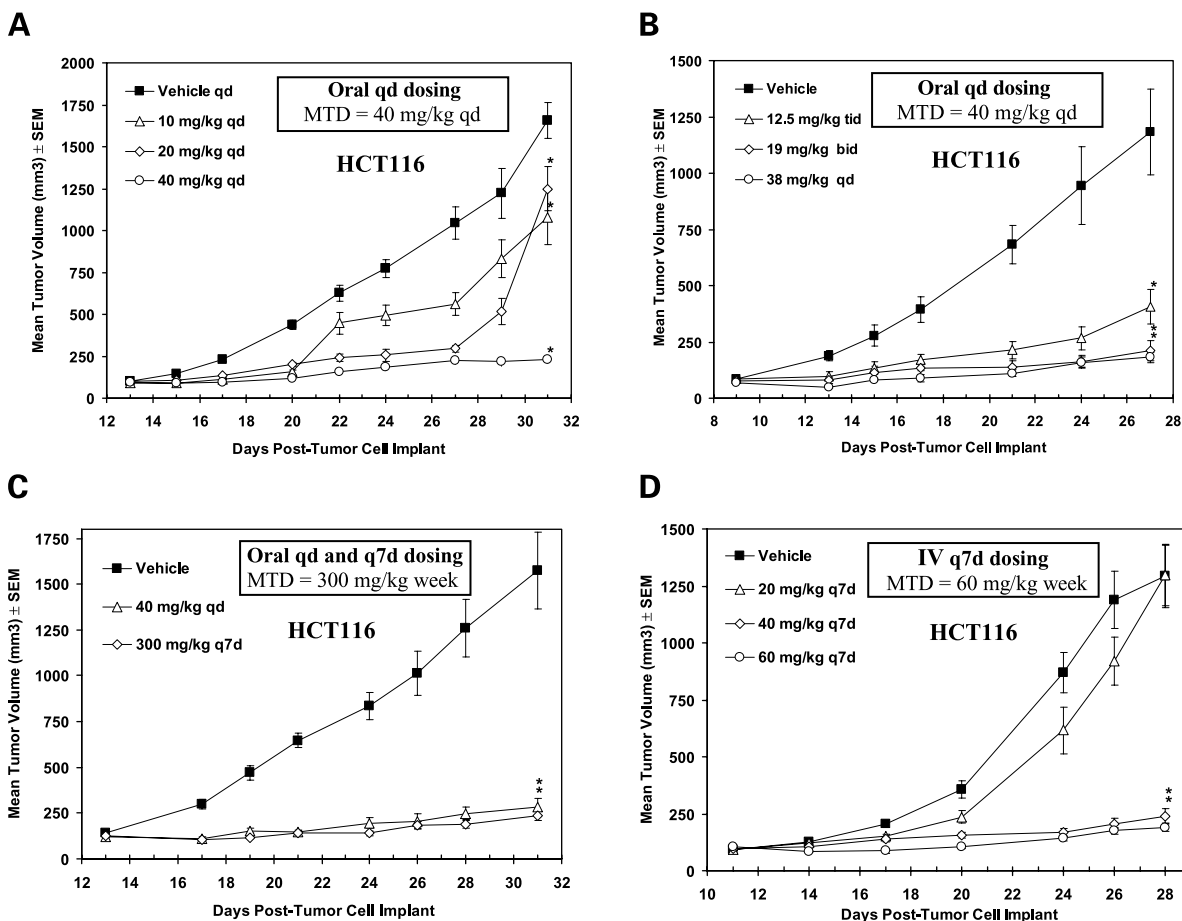 A
Mean Tumor Volume (mm3) ± SEM
2000
1750
1500
1250
1000
750
500
250
0
Vehicle qd
10 mg/kg qd
20 mg/kg qd
40 mg/kg qd
Oral qd dosing
MTD = 40 mg/kg qd
HCT116
*
*
*
12 14 16 18 20 22 24 26 28 30 32
Days Post-Tumor Cell Implant
B
Mean Tumor Volume (mm3) ± SEM
1500
1250
1000
750
500
250
0
Vehicle
12.5 mg/kg tid
19 mg/kg bid
38 mg/kg qd
Oral qd dosing
MTD = 40 mg/kg qd
HCT116
*
*
*
8 10 12 14 16 18 20 22 24 26 28
Days Post-Tumor Cell Implant
C
Mean Tumor Volume (mm3) ± SEM
1750
1500
1250
1000
750
500
250
0
Vehicle
40 mg/kg qd
300 mg/kg q7d
Oral qd and q7d dosing
MTD = 300 mg/kg week
HCT116
*
*
12 14 16 18 20 22 24 26 28 30 32
Days Post-Tumor Cell Implant
D
Mean Tumor Volume (mm3) ± SEM
1500
1250
1000
750
500
250
0
Vehicle
20 mg/kg q7d
40 mg/kg q7d
60 mg/kg q7d
IV q7d dosing
MTD = 60 mg/kg week
HCT116
*
*
10 12 14 16 18 20 22 24 26 28
Days Post-Tumor Cell Implant